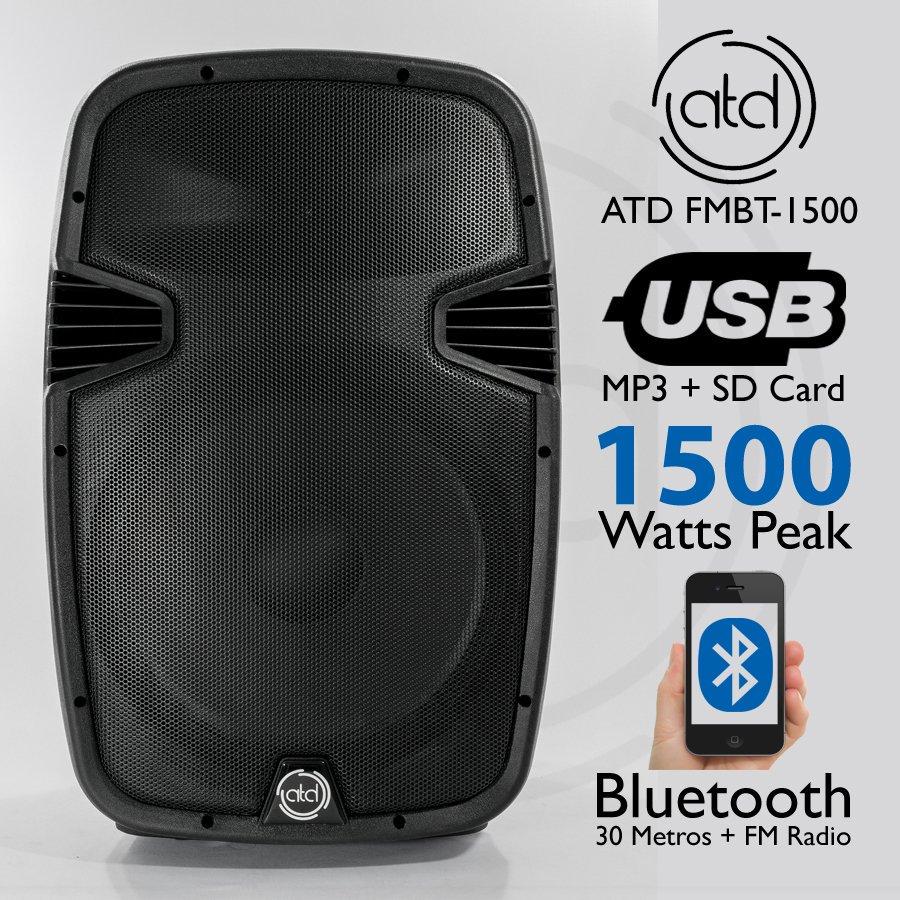 atd
ATD FMBT-1500
USB
MP3 + SD Card
1500
Watts Peak
Bluetooth
30 Metros + FM Radio
atd